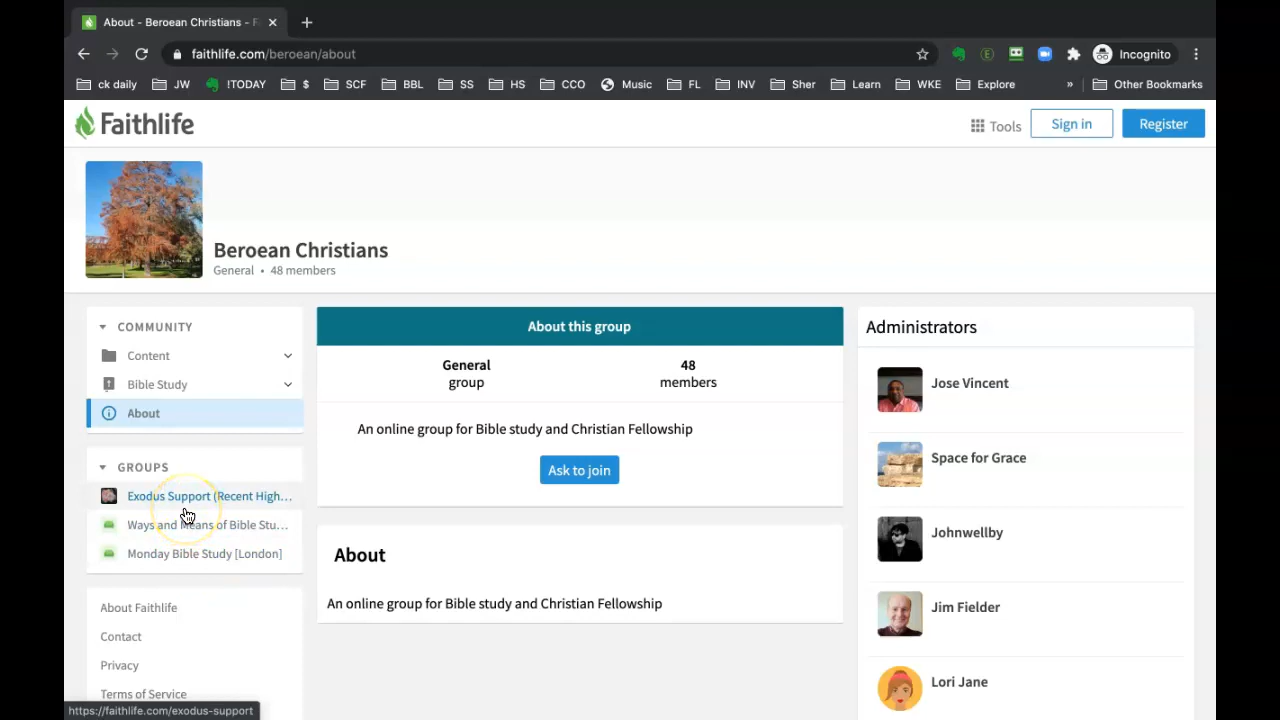 About - Beroean Christians - F
faithlife.com/beroean/about
Incognito
ck daily
JW
!TODAY
$
SCF
BBL
SS
HS
CCO
Music
FL
INV
Sher
Learn
WKE
Explore
»
Other Bookmarks
Faithlife
Tools
Sign in
Register
Beroean Christians
General • 48 members
COMMUNITY
Content
Bible Study
About
GROUPS
Exodus Support (Recent High...
Ways and Means of Bible Stu...
Monday Bible Study [London]
About Faithlife
Contact
Privacy
Terms of Service
https://faithlife.com/exodus-support
About this group
General
group
48
members
An online group for Bible study and Christian Fellowship
Ask to join
About
An online group for Bible study and Christian Fellowship
Administrators
Jose Vincent
Space for Grace
Johnwellby
Jim Fielder
Lori Jane